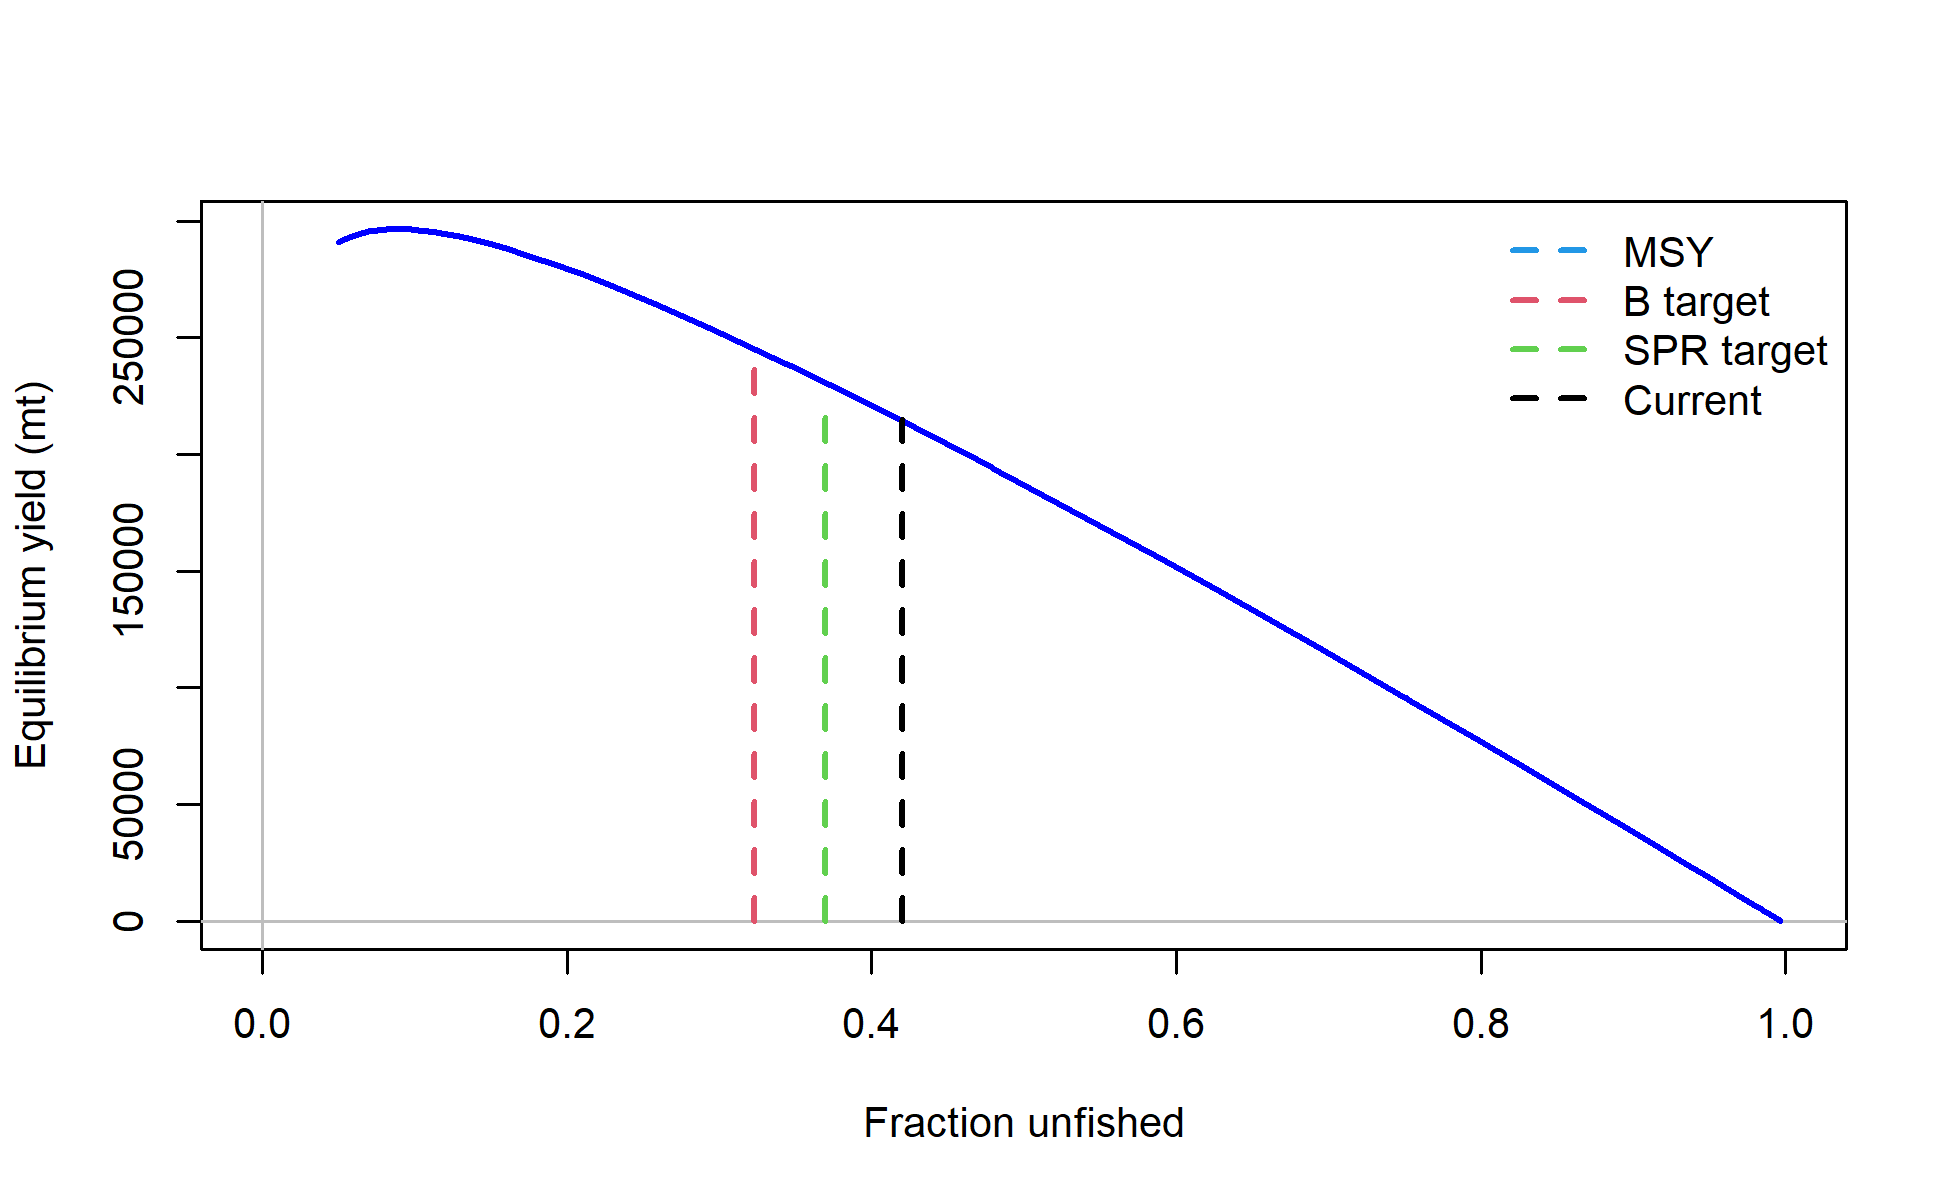 MSY
B target
SPR target
Current
Equilibrium yield (mt)
250000
150000
50000
0
0.0 0.2 0.4 0.6 0.8 1.0
Fraction unfished